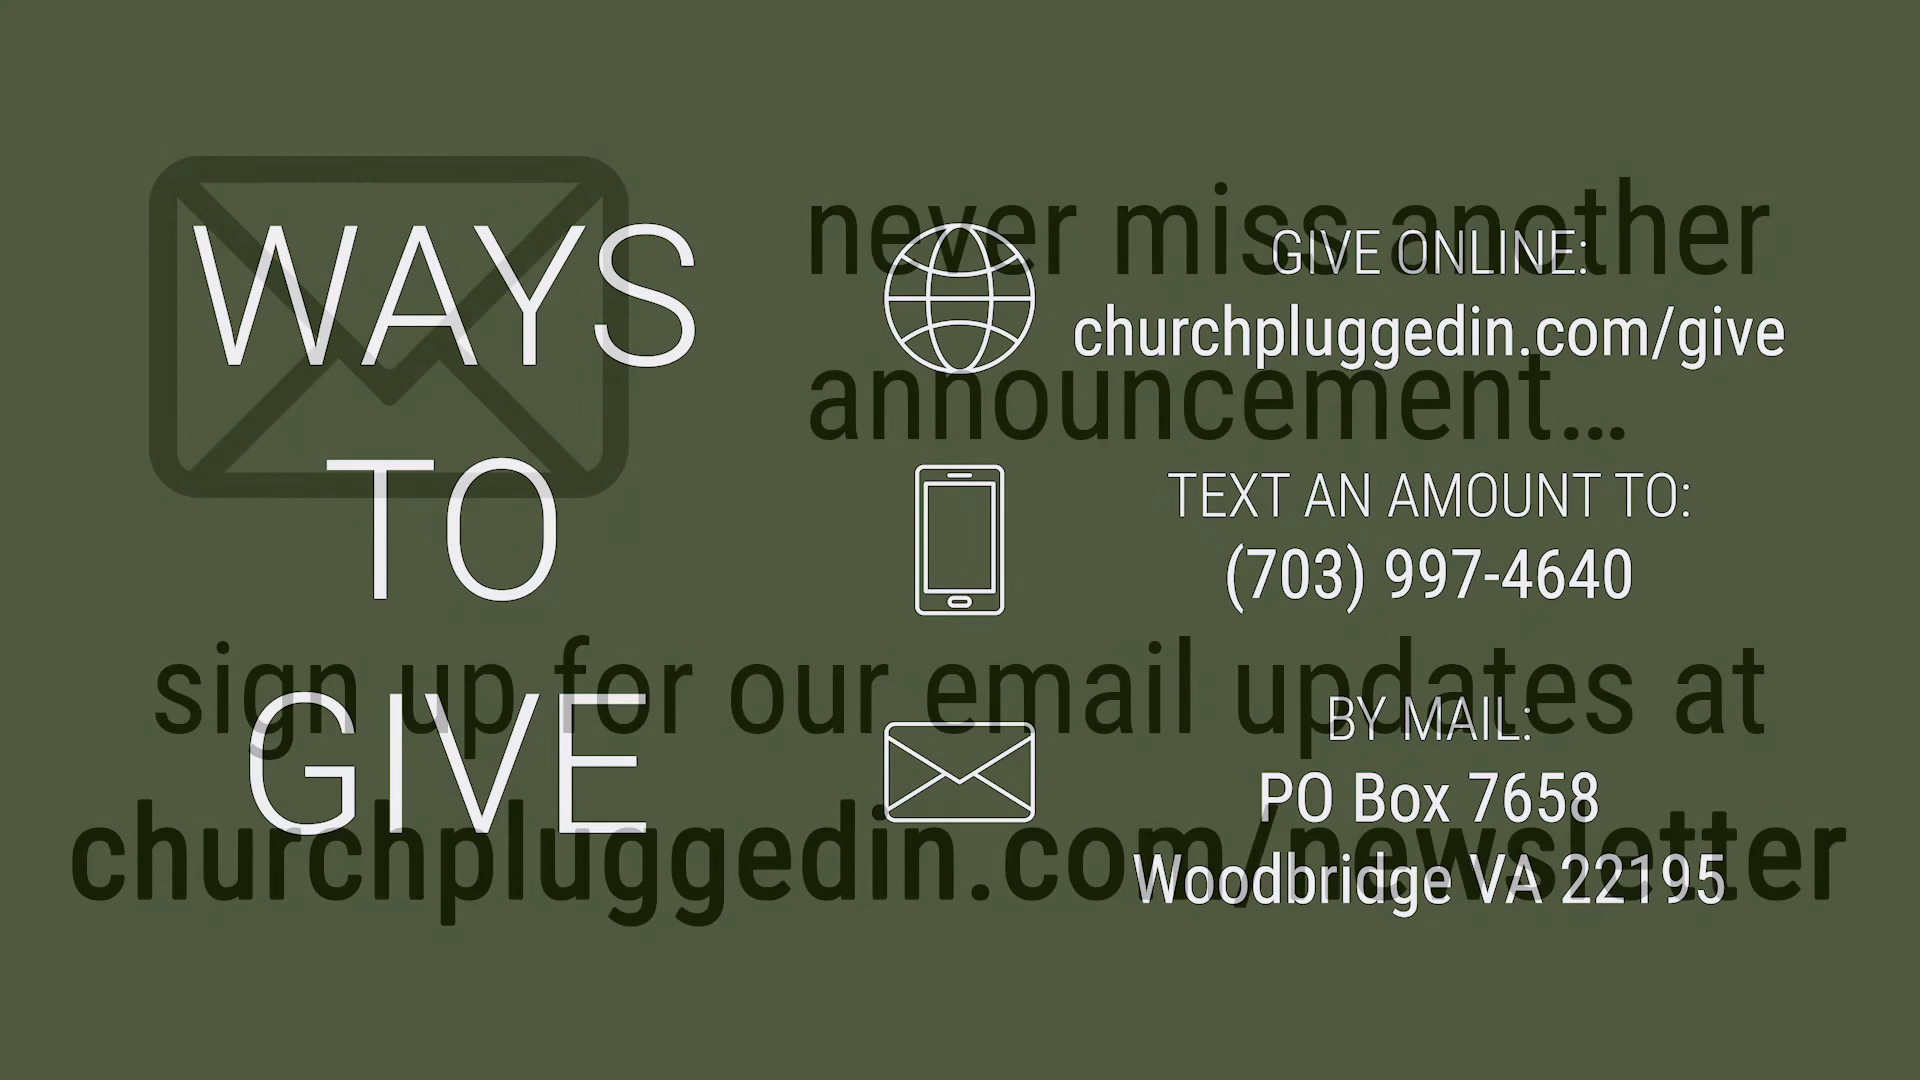 WAYS
TO
GIVE
GIVE ONLINE:
churchpluggedin.com/give
TEXT AN AMOUNT TO:
(703) 997-4640
BY MAIL:
PO Box 7658
Woodbridge VA 22195
never miss another
announcement...
sign up for our email updates at
churchpluggedin.com/newsletter